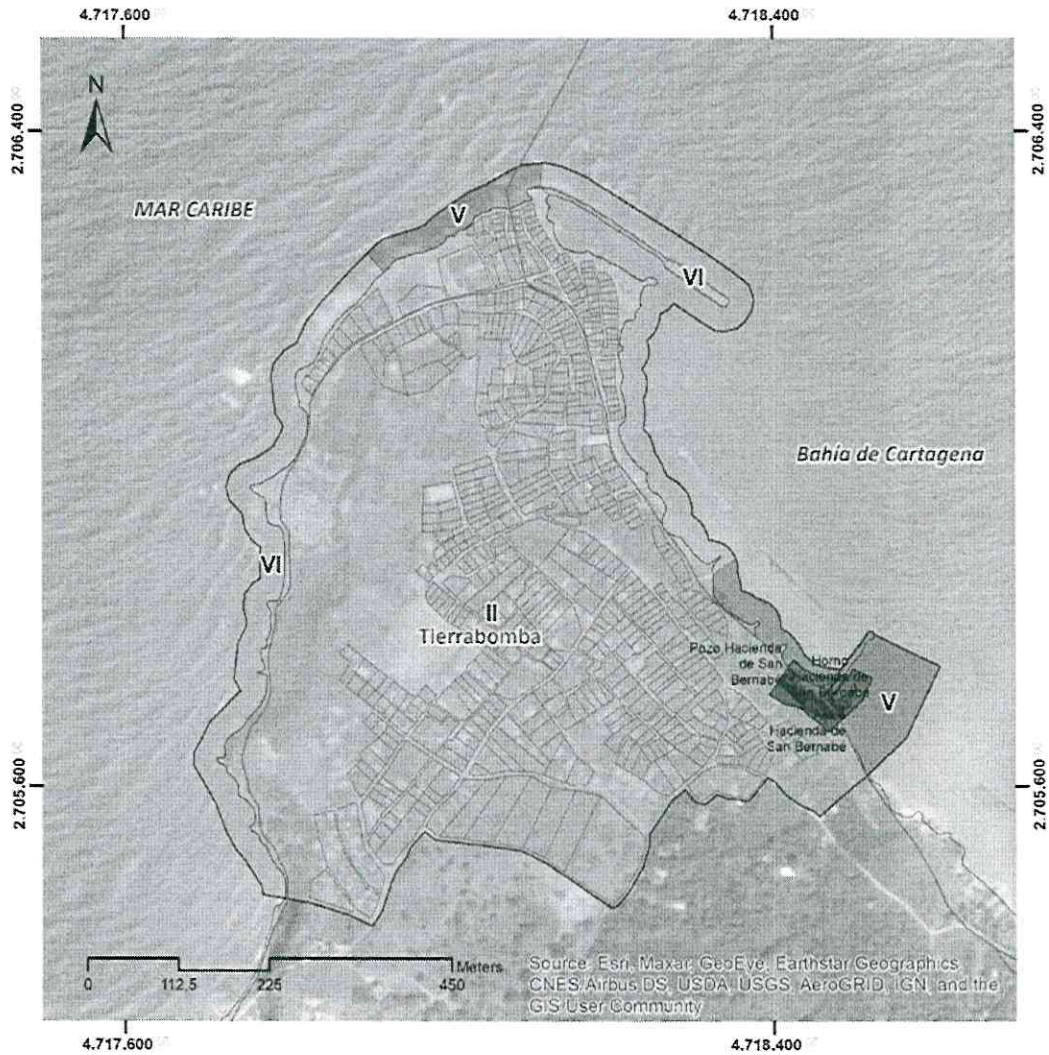 4.717.600
4.718.400
N
2.706.400
2.706.400
MAR CARIBE
V
VI
Bahía de Cartagena
VI
II
Tierrabomba
Pozo Hacienda
de San
Bernabé
Horno
Hacienda de
San Bernabé
V
Hacienda de
San Bernabé
2.705.600
2.705.600
Meters
0
112,5
225
450
Source: Esri, Maxar, GeoEye, Earthstar Geographics,
CNES/Airbus DS, USDA, USGS, AeroGRID, IGN, and the
GIS User Community
4.717.600
4.718.400